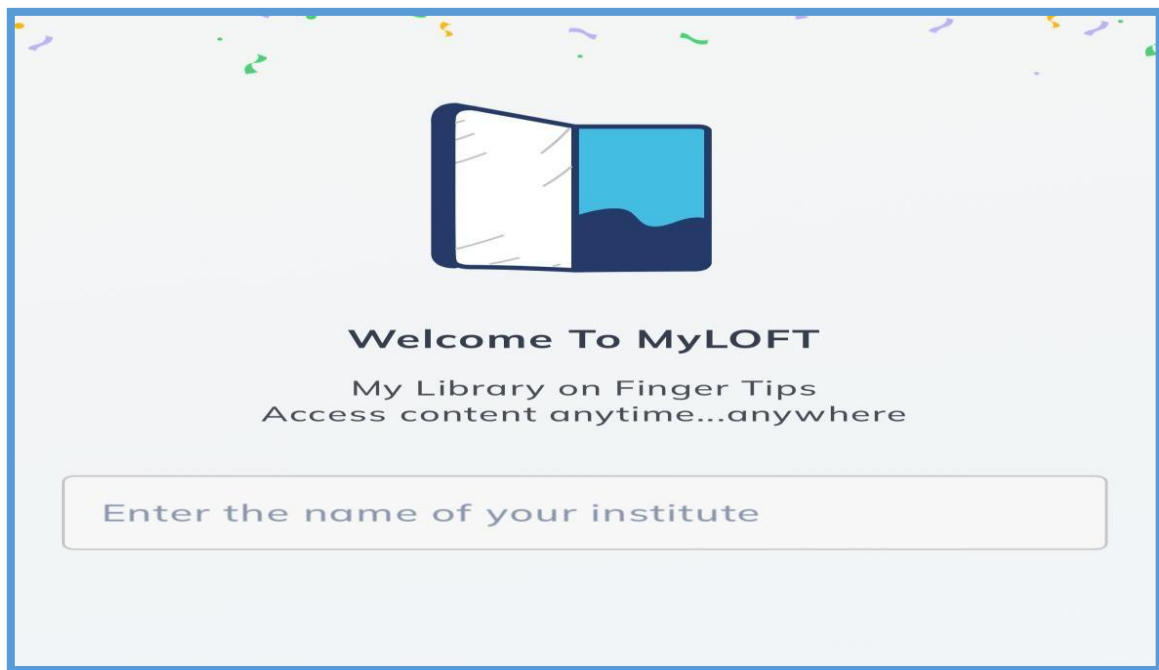 Welcome To MyLOFT
My Library on Finger Tips
Access content anytime...anywhere
Enter the name of your institute